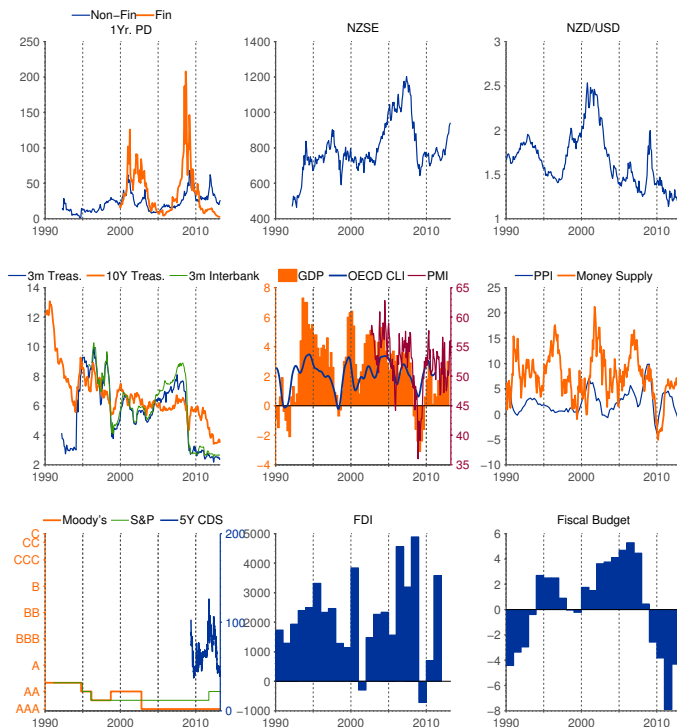 Non−Fin Fin
1Yr. PD
250
200
150
100
50
0
1990 2000 2010
NZSE
1400
1200
1000
800
600
400
1990 2000 2010
NZD/USD
3
2.5
2
1.5
1
1990 2000 2010
3m Treas. 10Y Treas. 3m Interbank
14
12
10
8
6
4
2
1990 2000 2010
GDP OECD CLI PMI
8
6
4
2
0
−2
−4
65
60
55
50
45
40
35
1990 2000 2010
PPI Money Supply
25
20
15
10
5
0
−5
−10
1990 2000 2010
Moody's S&P 5Y CDS
C
CC
CCC
B
BB
BBB
A
AA
AAA
200
100
0
1990 2000 2010
FDI
5000
4000
3000
2000
1000
0
−1000
1990 2000 2010
Fiscal Budget
6
4
2
0
−2
−4
−6
−8
1990 2000 2010